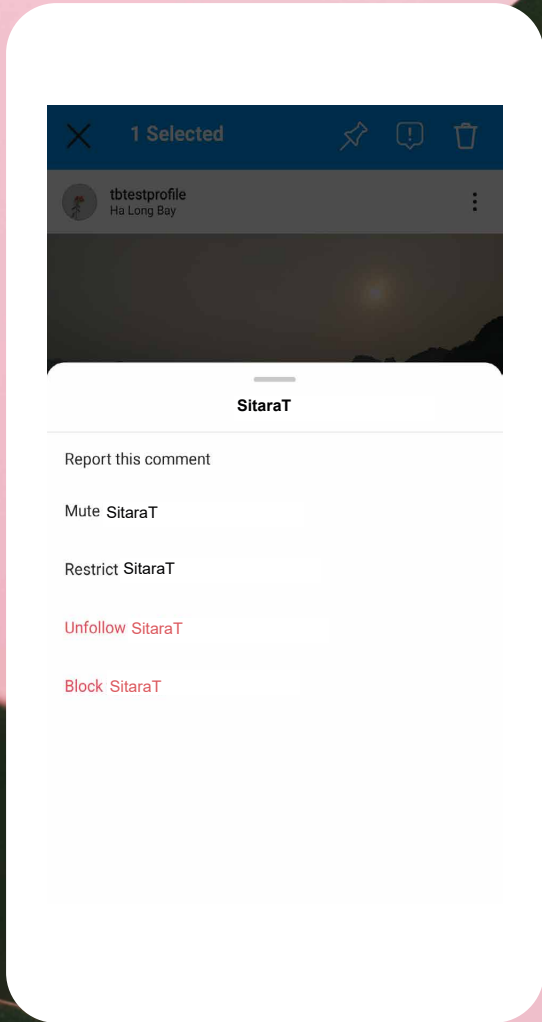 1 Selected
tbtestprofile
Ha Long Bay
SitaraT
Report this comment
Mute SitaraT
Restrict SitaraT
Unfollow SitaraT
Block SitaraT